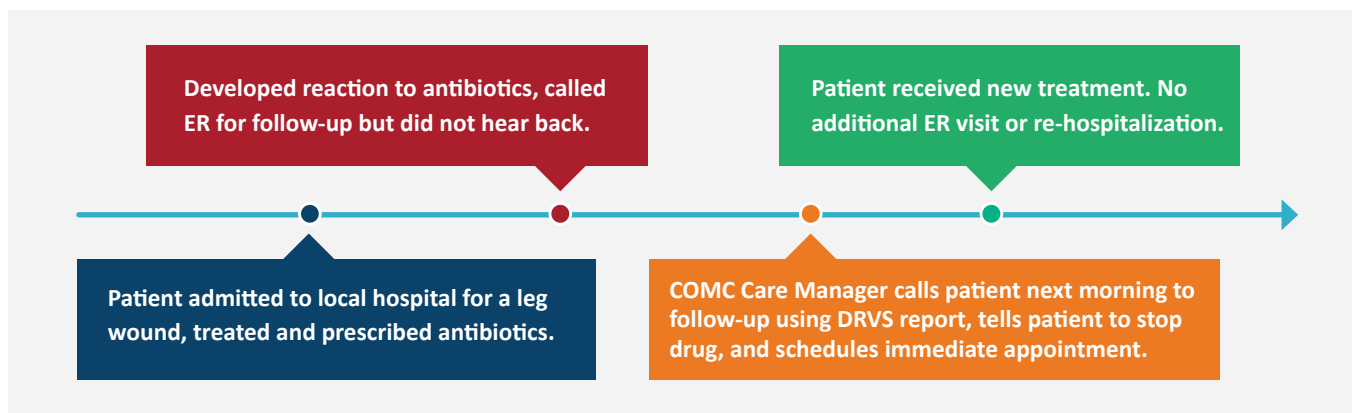 Developed reaction to antibiotics, called
ER for follow-up but did not hear back.
Patient received new treatment. No
additional ER visit or re-hospitalization.
Patient admitted to local hospital for a leg
wound, treated and prescribed antibiotics.
COMC Care Manager calls patient next morning to
follow-up using DRVS report, tells patient to stop
drug, and schedules immediate appointment.